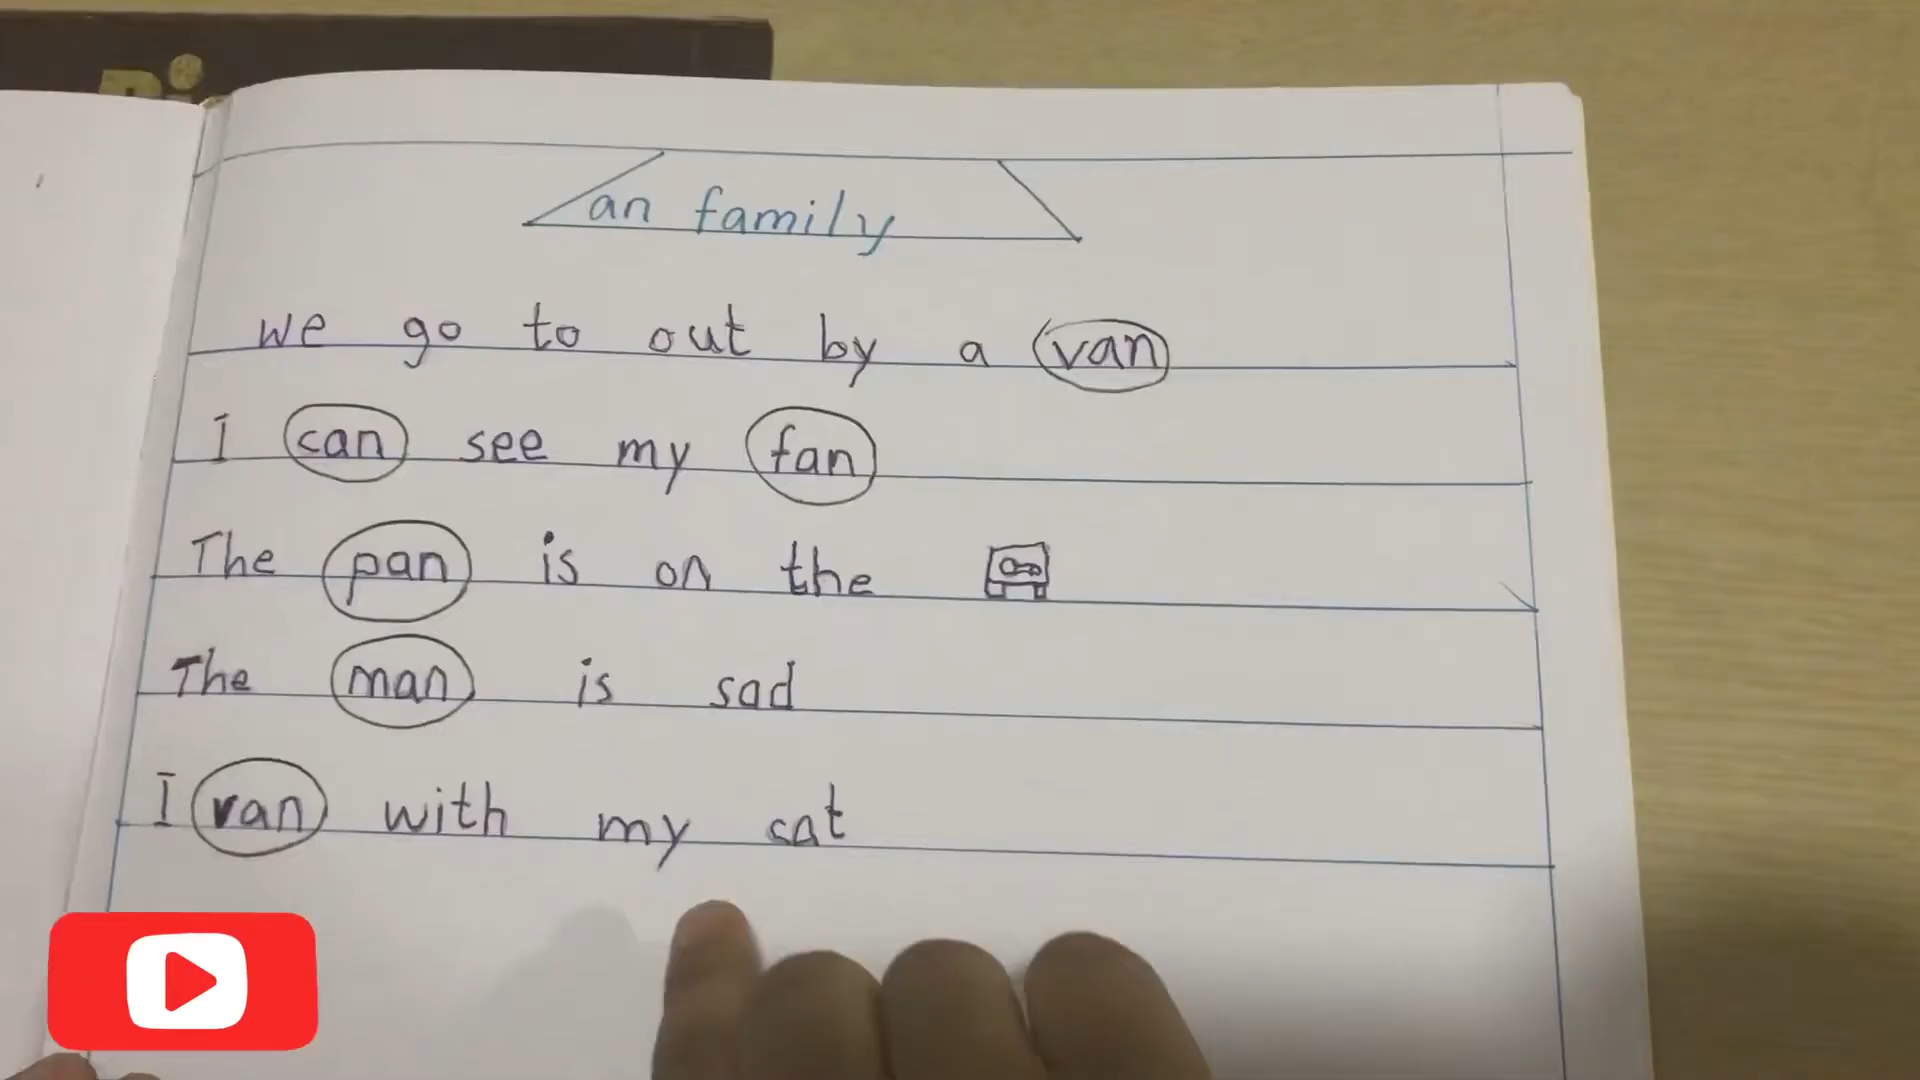 an family
We go to out by a van
I can see my fan
The pan is on the
The man is sad
I ran with my cat